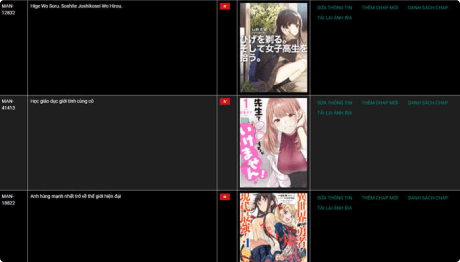 MAN-
12802
Hige Wo Soru. Soshite Joshikosei Wo Hirou.
ひげを剃る。
そして女子高生を
拾う。
SỬA THÔNG TIN
THÊM CHAP MỚI
DANH SÁCH CHAP
TẢI LẠI ẢNH BÌA
MAN-
41413
Học giáo dục giới tính cùng cô
1
先生で
いけません!
SỬA THÔNG TIN
THÊM CHAP MỚI
DANH SÁCH CHAP
TẢI LẠI ẢNH BÌA
MAN-
19822
Anh hùng mạnh nhất trở về thế giới hiện đại
SỬA THÔNG TIN
THÊM CHAP MỚI
DANH SÁCH CHAP
TẢI LẠI ẢNH BÌA